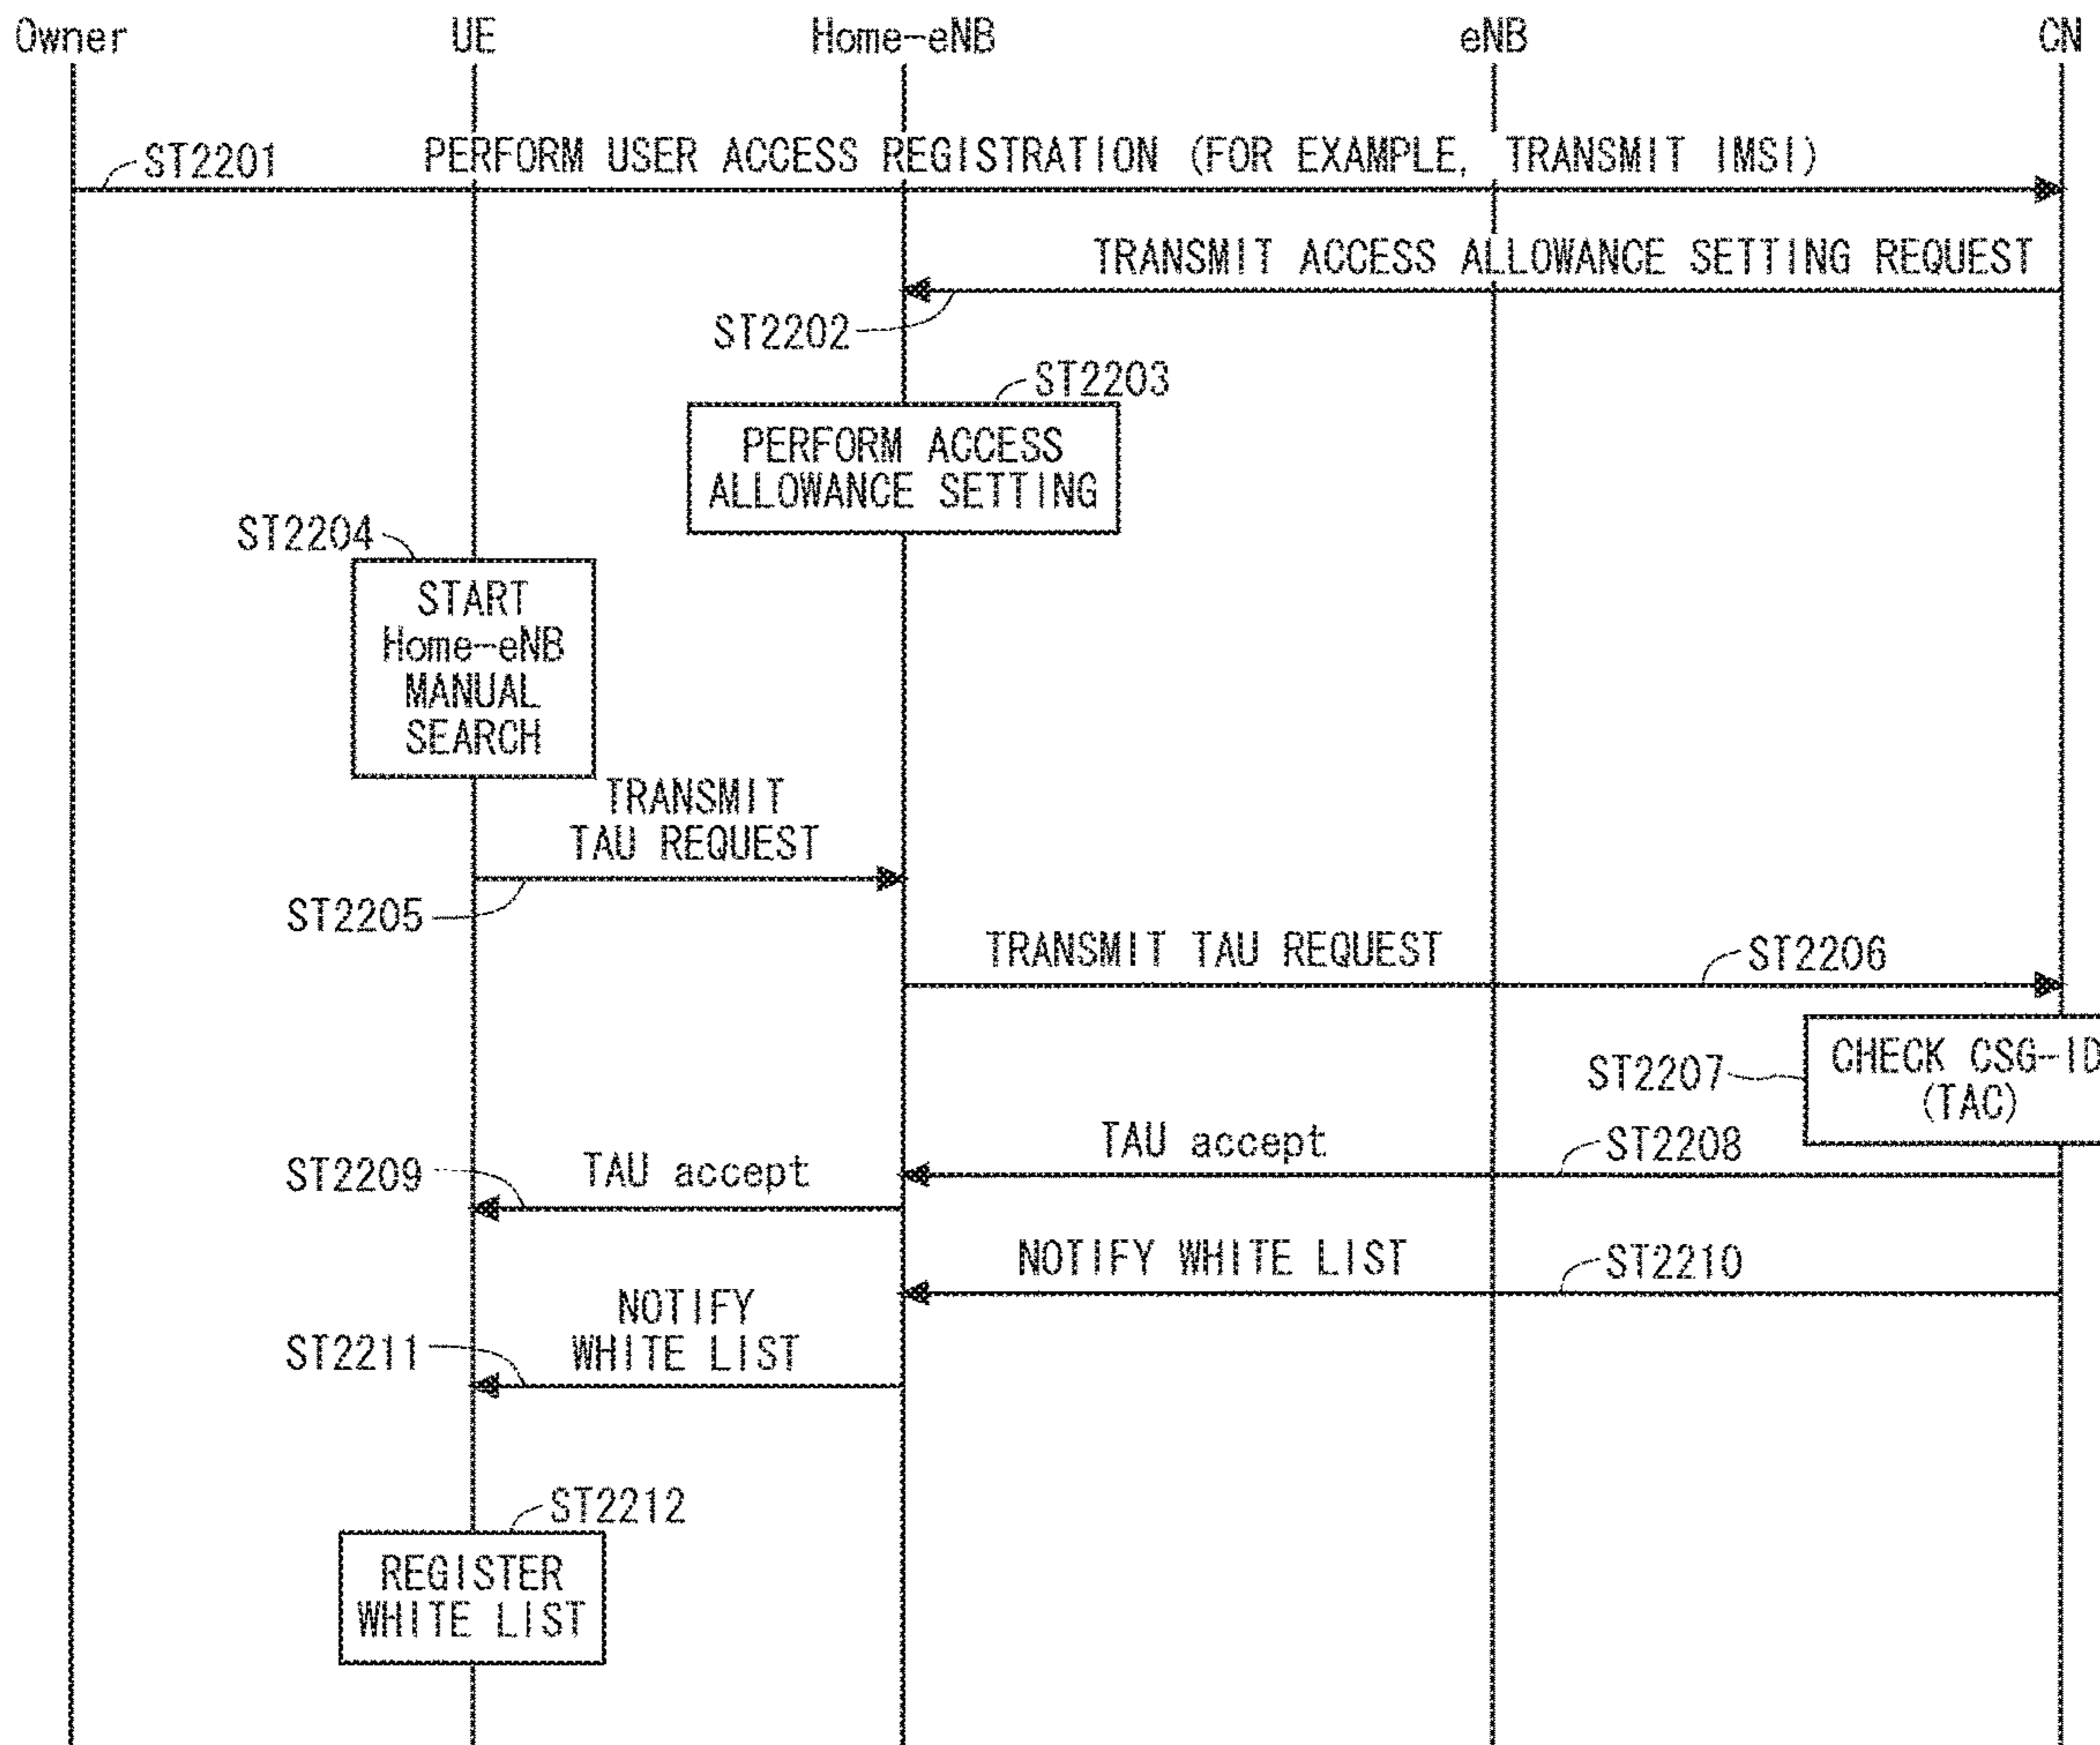 Owner UE Home-eNB eNB CN
ST2201 PERFORM USER ACCESS REGISTRATION (FOR EXAMPLE, TRANSMIT IMSI)
TRANSMIT ACCESS ALLOWANCE SETTING REQUEST
ST2202
ST2203
PERFORM ACCESS
ALLOWANCE SETTING
ST2204
START
Home-eNB
MANUAL
SEARCH
TRANSMIT
TAU REQUEST
ST2205
TRANSMIT TAU REQUEST ST2206
ST2207
CHECK CSG-ID
(TAC)
TAU accept ST2208
ST2209 TAU accept
NOTIFY WHITE LIST ST2210
NOTIFY
WHITE LIST
ST2211
ST2212
REGISTER
WHITE LIST